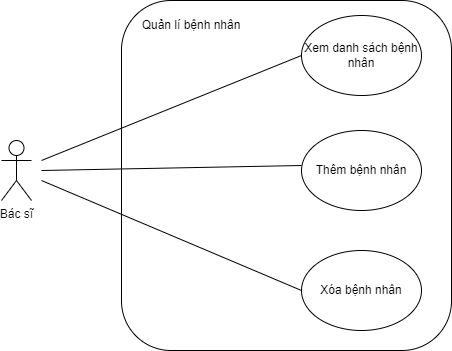 Quản lí bệnh nhân
Xem danh sách bệnh
nhân
Thêm bệnh nhân
Bác sĩ
Xóa bệnh nhân